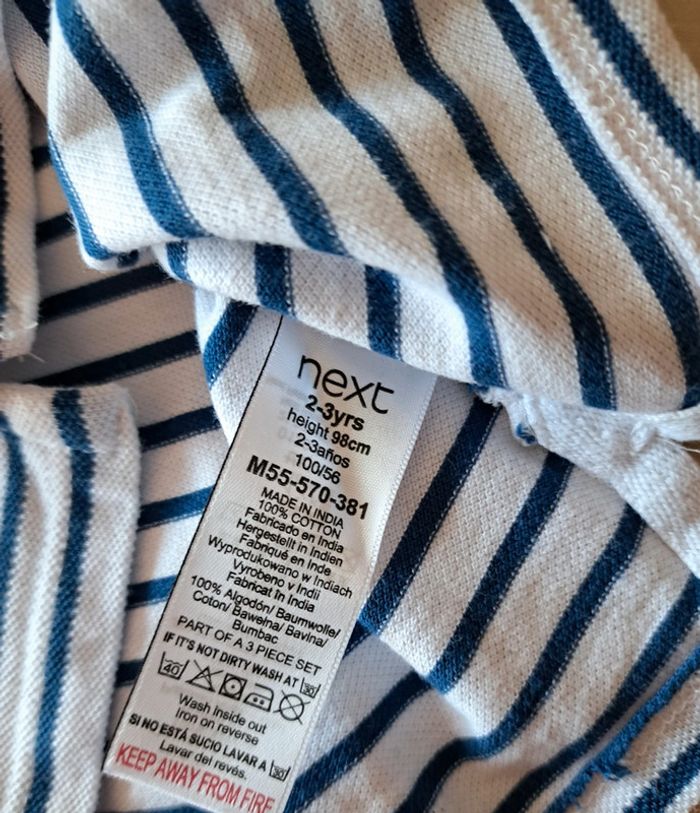 next
2-3yrs
height 98cm
2-3años
100/56
M55-570-381
MADE IN INDIA
100% COTTON
Fabricado en India
Hergestellt in Indien
Fabriqué en Inde
Wyprodukowano w Indiach
Vyrobeno v Indii
Fabricat în India
100% Algodón/ Baumwolle/
Coton/ Bawełna/ Bavlna/
Bumbac
PART OF A 3 PIECE SET
IF IT'S NOT DIRTY WASH AT 30
40
Wash inside out
Iron on reverse
SI NO ESTÁ SUCIO LAVAR A 30
Lavar del revés.
KEEP AWAY FROM FIRE